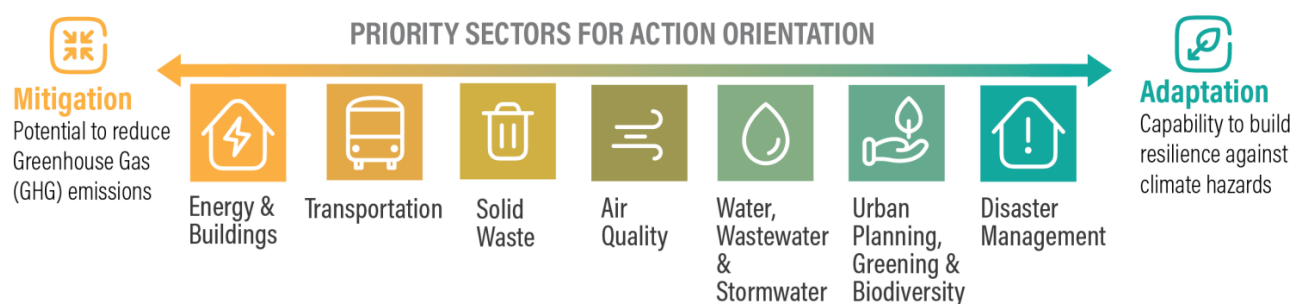 PRIORITY SECTORS FOR ACTION ORIENTATION
Mitigation
Potential to reduce
Greenhouse Gas
(GHG) emissions
Energy &
Buildings
Transportation
Solid
Waste
Air
Quality
Water,
Wastewater
&
Stormwater
Urban
Planning,
Greening &
Biodiversity
Disaster
Management
Adaptation
Capability to build
resilience against
climate hazards